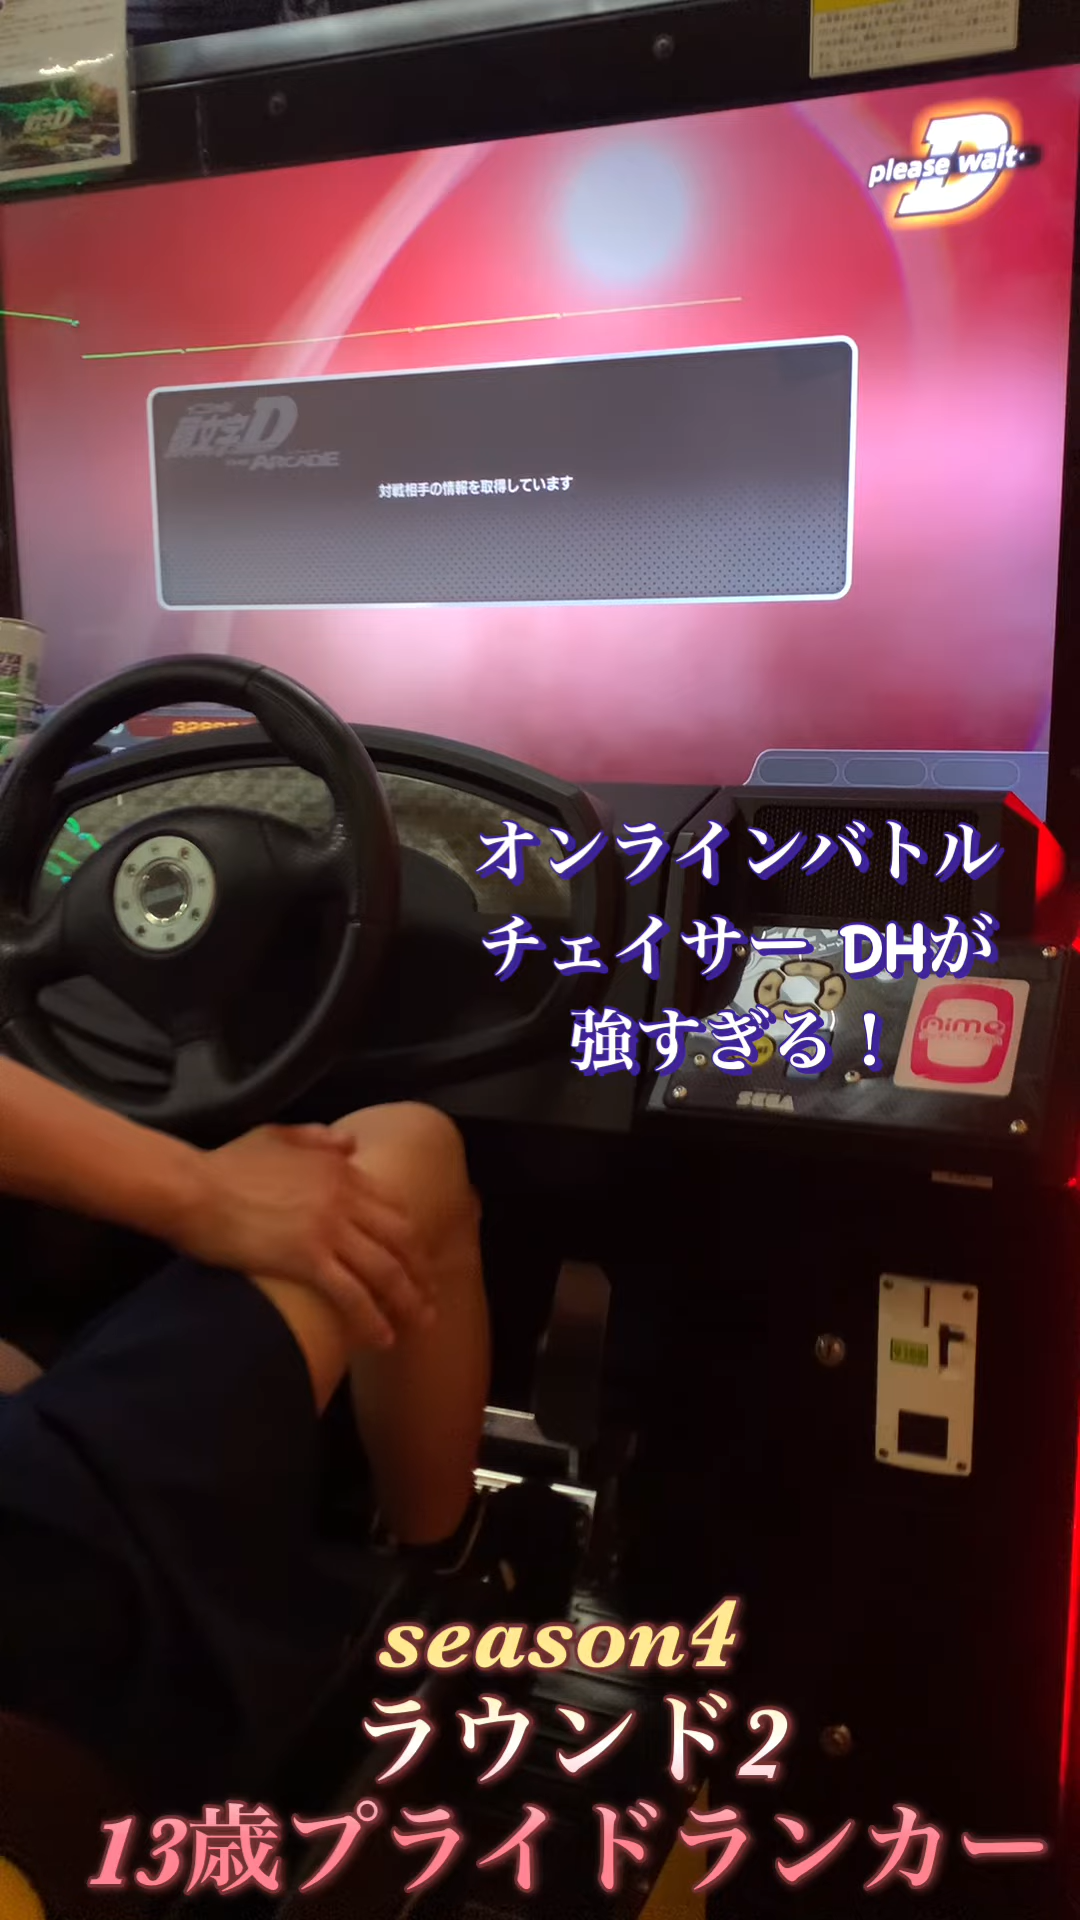 please wait
頭文字D
THE ARCADE
対戦相手の情報を取得しています
オンラインバトル
チェイサー DHが
強すぎる！
Aime
SEGA
season4
ラウンド2
13歳プライドランカー